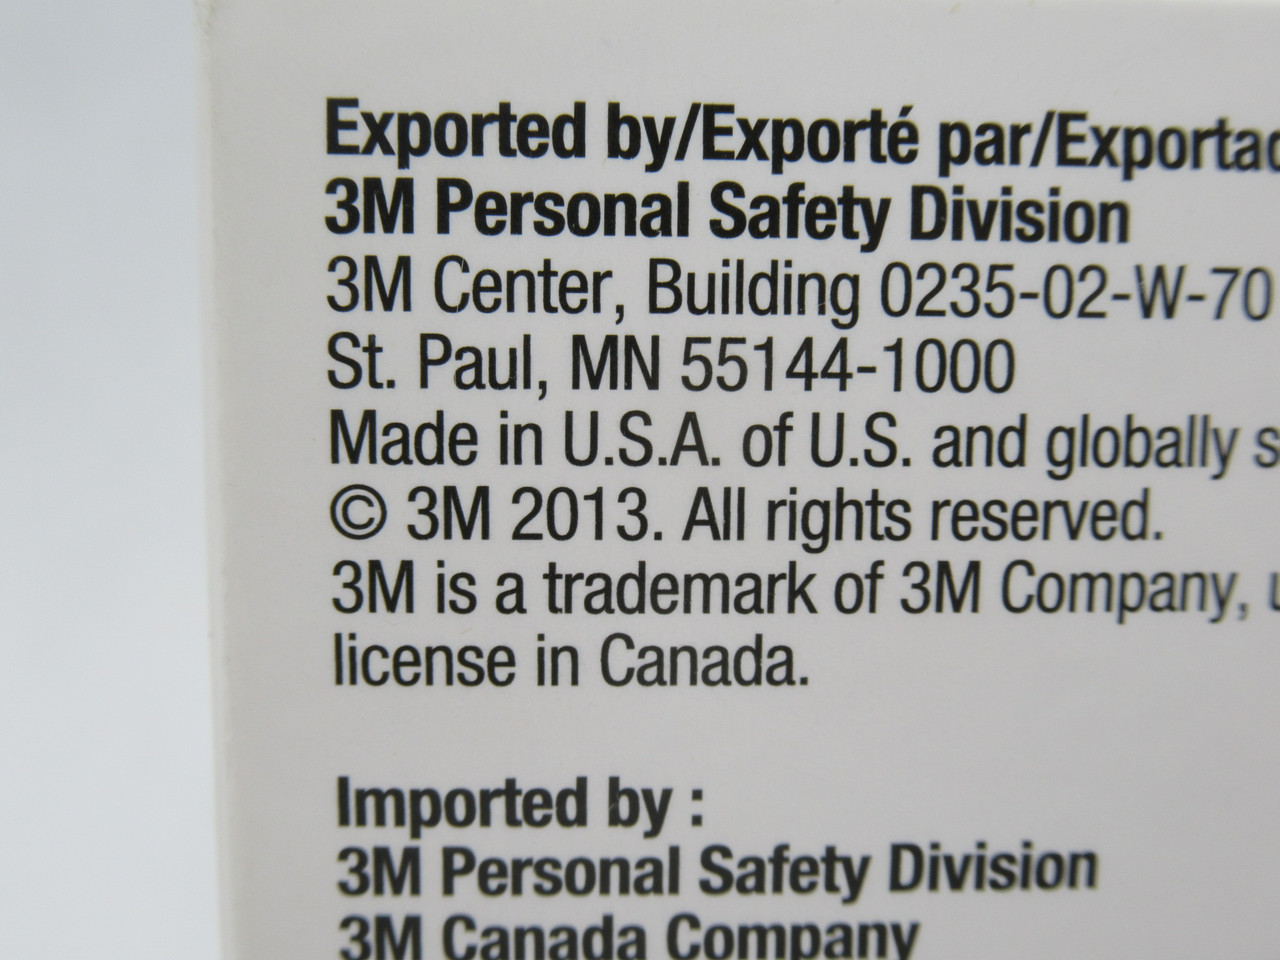 Exported by/Exporté par/Exportad
3M Personal Safety Division
3M Center, Building 0235-02-W-70
St. Paul, MN 55144-1000
Made in U.S.A. of U.S. and globally s
© 3M 2013. All rights reserved.
3M is a trademark of 3M Company, u
license in Canada.
Imported by :
3M Personal Safety Division
3M Canada Company